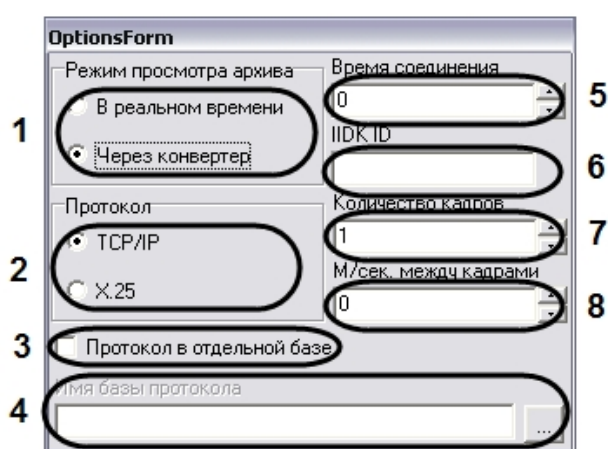 OptionsForm
Режим просмотра архива
В реальном времени
Через конвертер
1
Протокол
TCP/IP
X.25
2
3
Протокол в отдельной базе
4
Имя базы протокола
...
Время соединения
0
5
IIDK ID
6
Количество кадров
1
7
М/сек. между кадрами
0
8